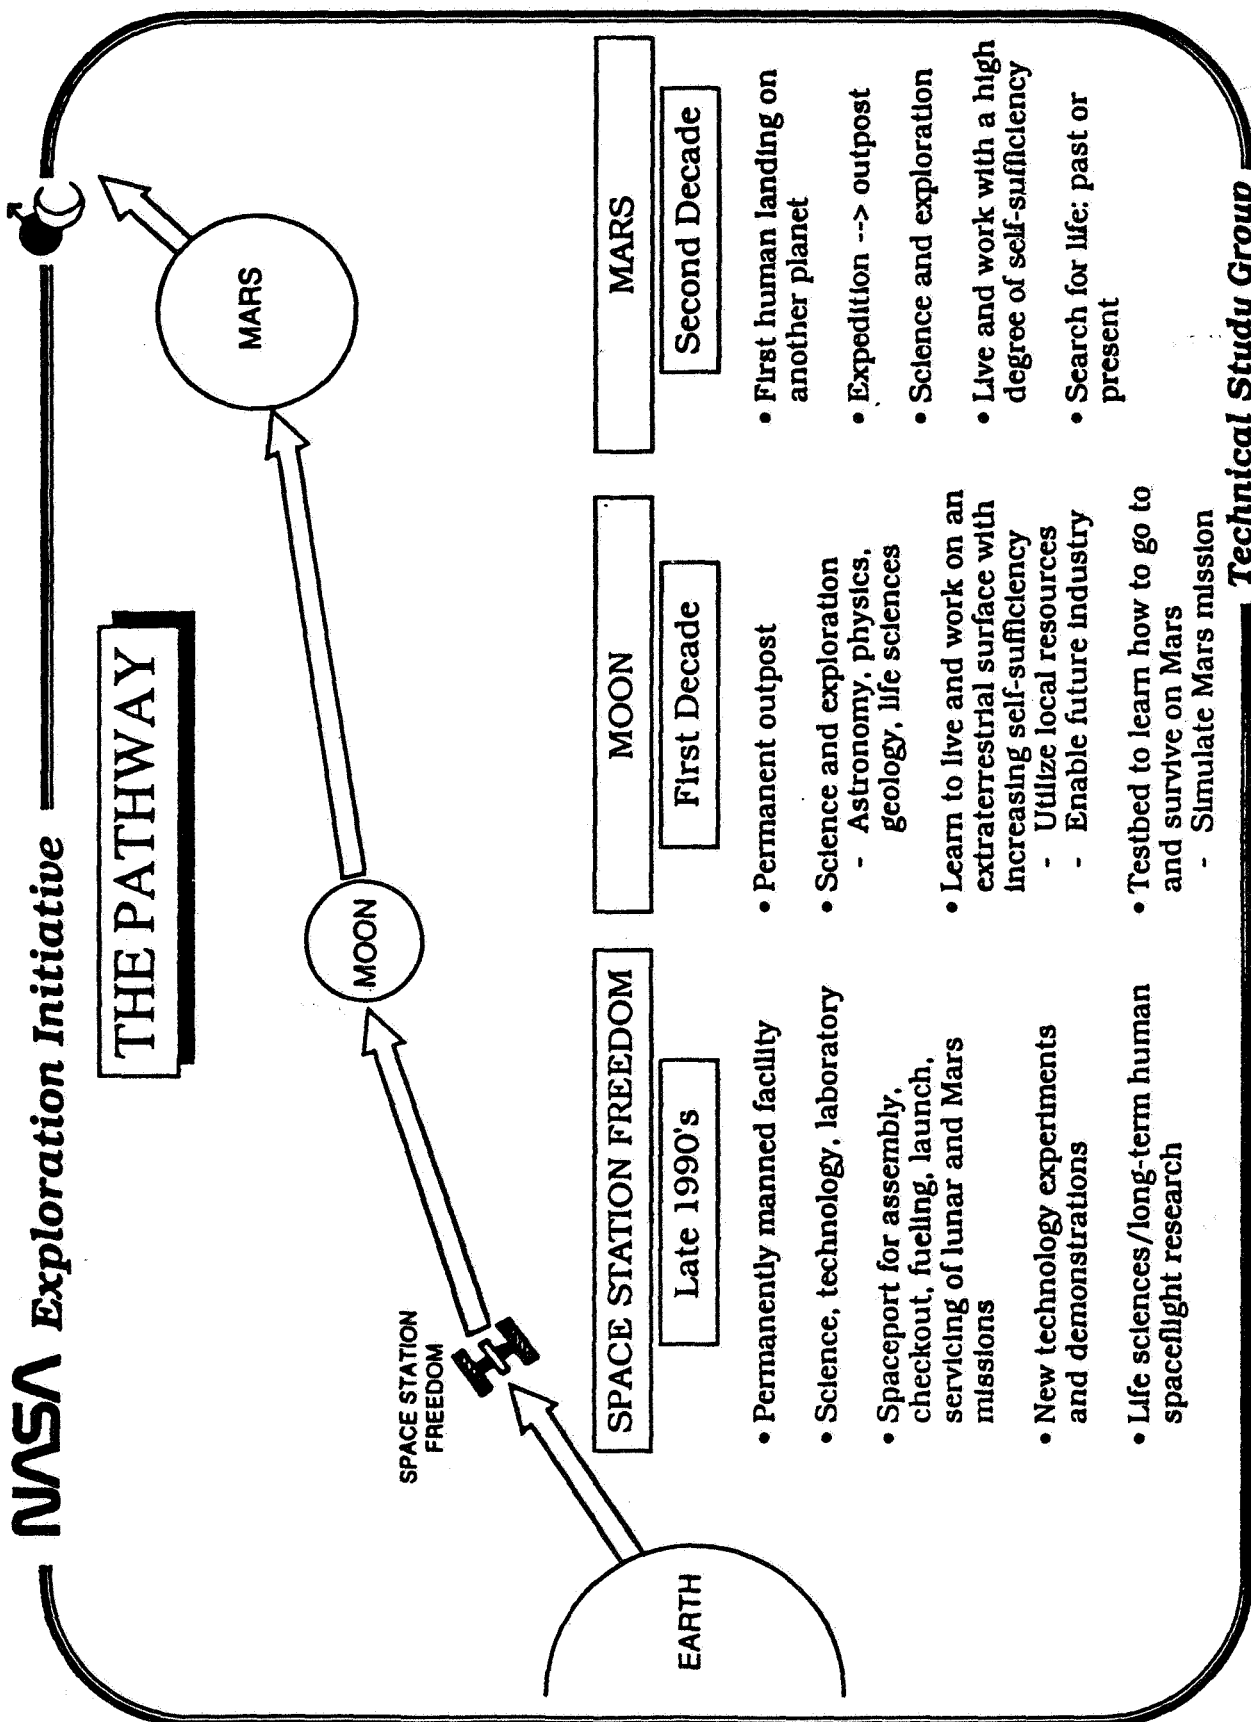 NASA Exploration Initiative
THE PATHWAY
MARS
MOON
SPACE STATION
FREEDOM
EARTH
SPACE STATION FREEDOM
Late 1990's
• Permanently manned facility
• Science, technology, laboratory
• Spaceport for assembly,
checkout, fueling, launch,
servicing of lunar and Mars
missions
• New technology experiments
and demonstrations
• Life sciences/long-term human
spaceflight research
MOON
First Decade
• Permanent outpost
• Science and exploration
- Astronomy, physics,
geology, life sciences
• Learn to live and work on an
extraterrestrial surface with
increasing self-sufficiency
- Utilize local resources
- Enable future industry
• Testbed to learn how to go to
and survive on Mars
- Simulate Mars mission
MARS
Second Decade
• First human landing on
another planet
• Expedition --> outpost
• Science and exploration
• Live and work with a high
degree of self-sufficiency
• Search for life: past or
present
Technical Study Group